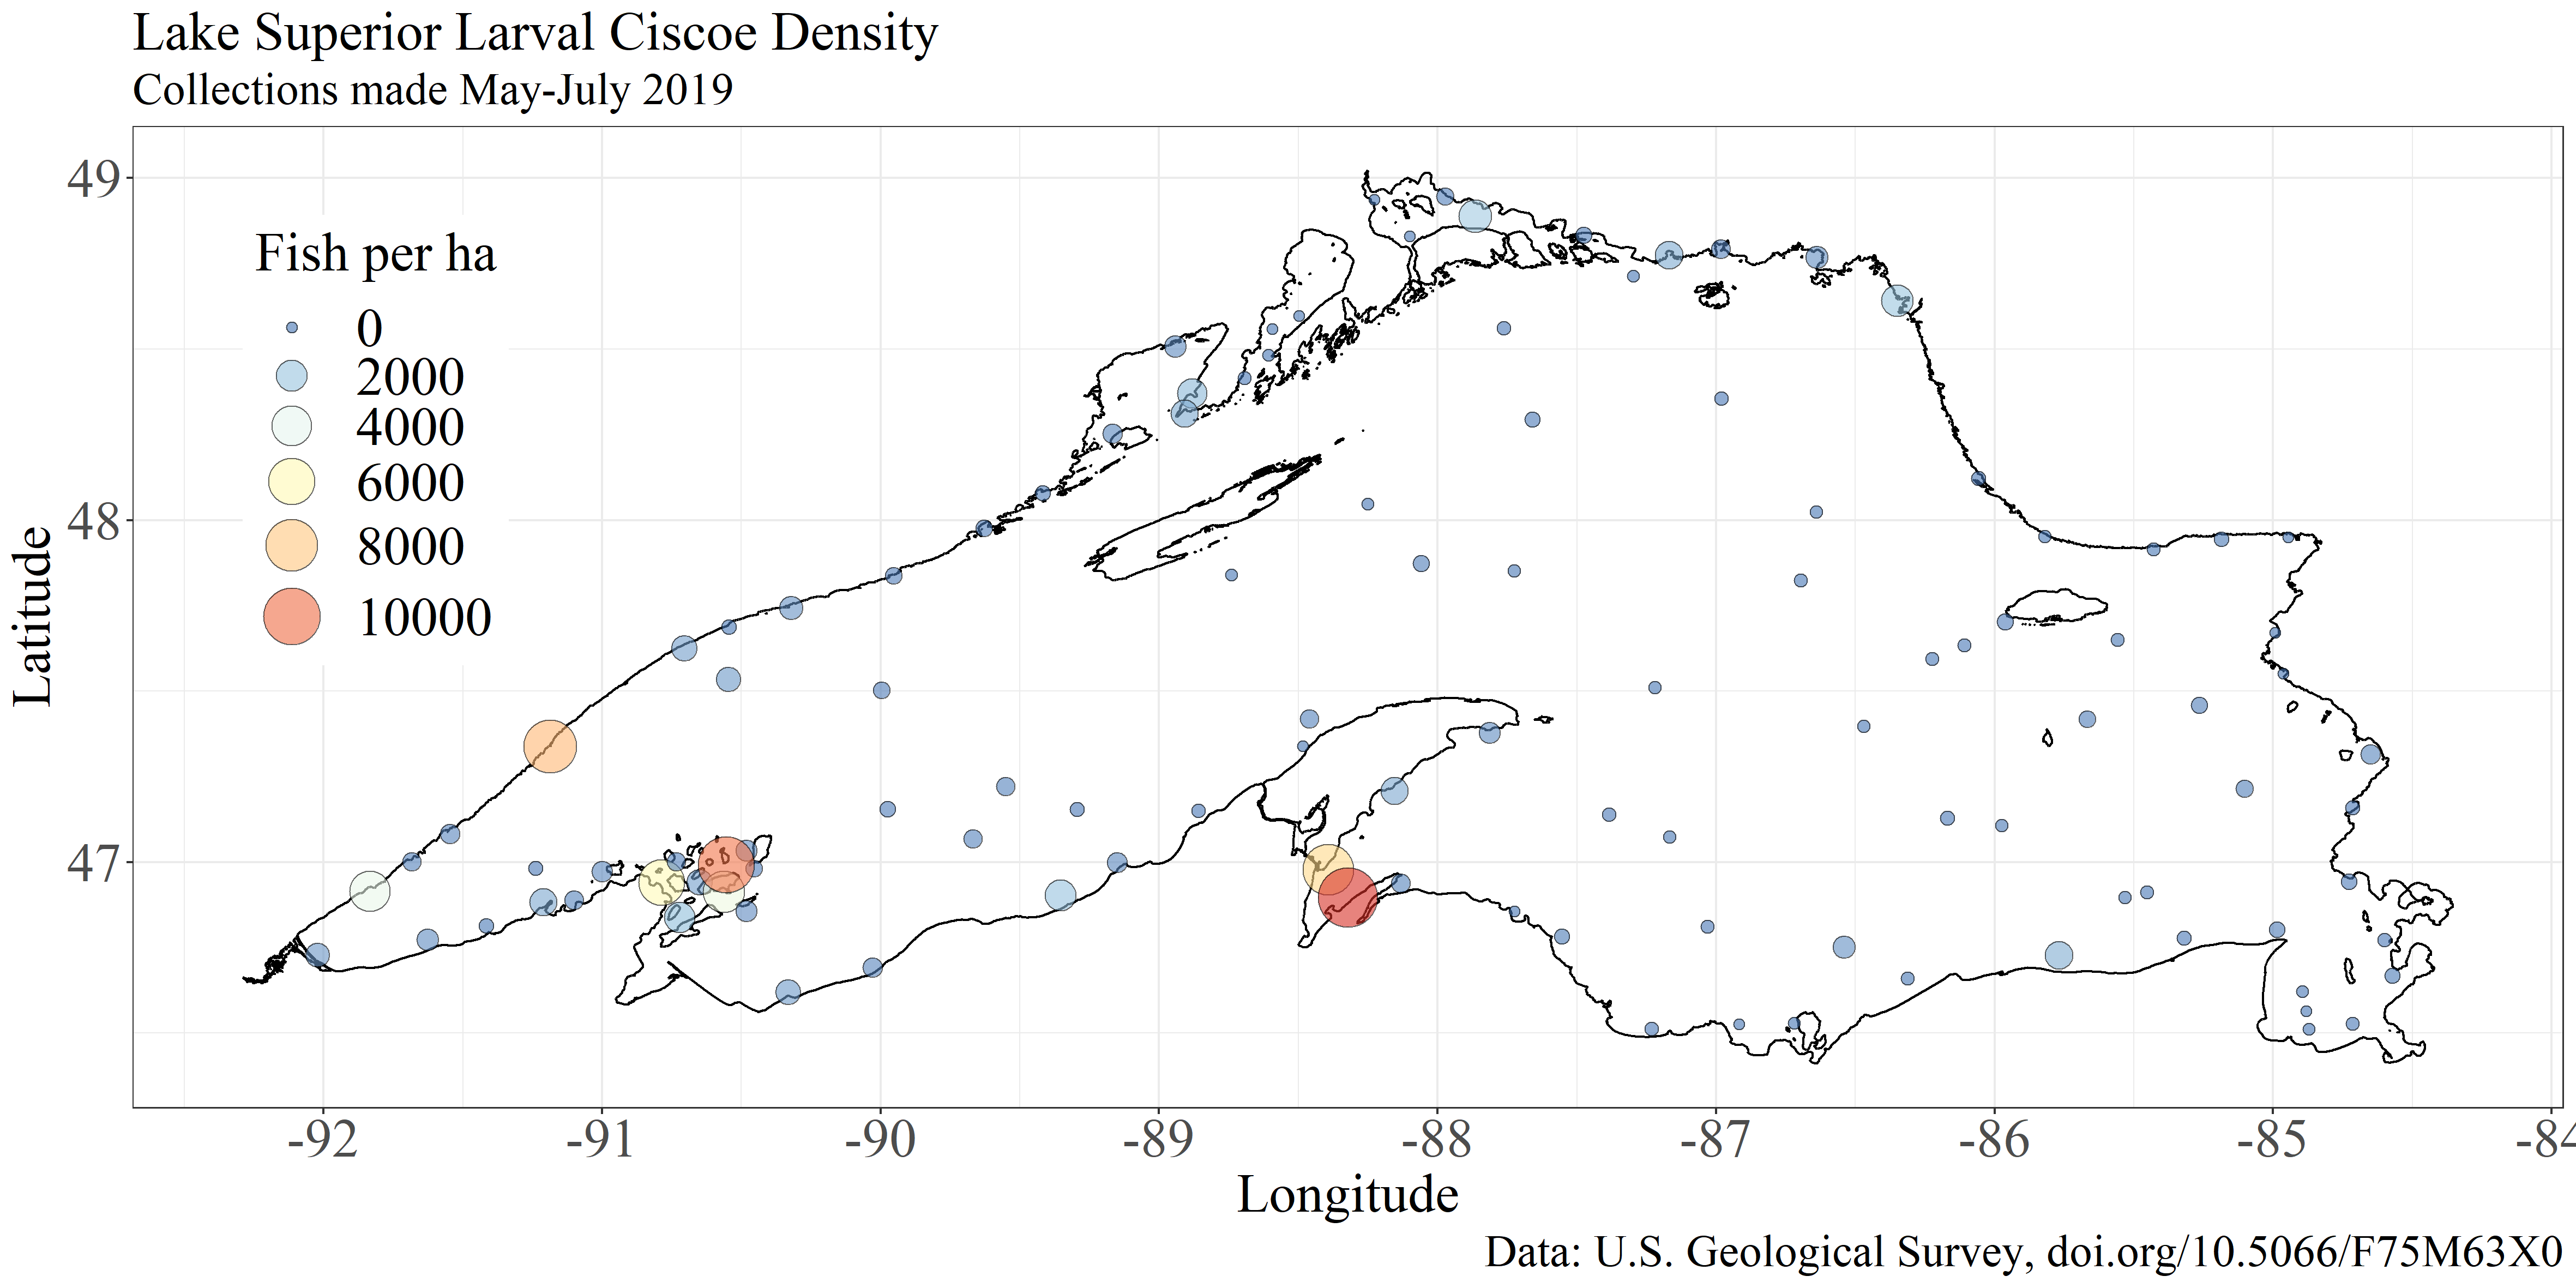 Lake Superior Larval Ciscoe Density
Collections made May-July 2019
49
48
47
Latitude
Fish per ha
0
2000
4000
6000
8000
10000
-92 -91 -90 -89 -88 -87 -86 -85 -84
Longitude
Data: U.S. Geological Survey, doi.org/10.5066/F75M63X0